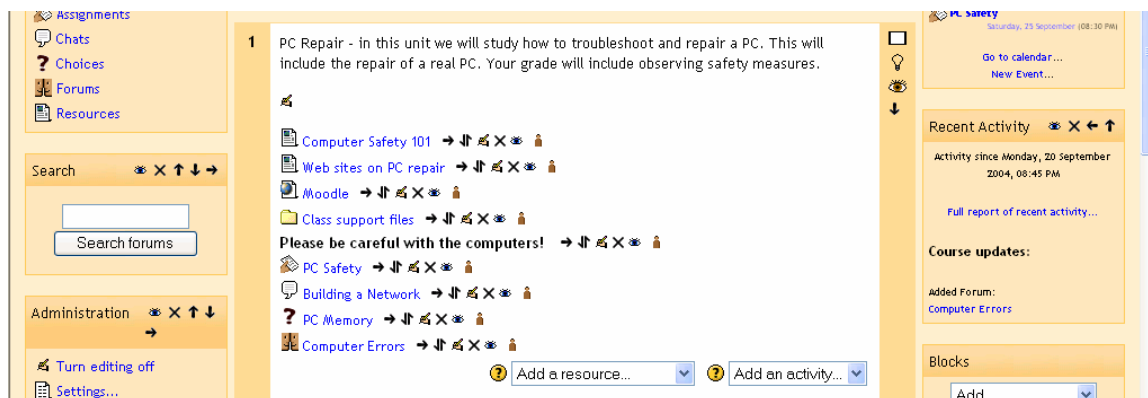 Assignments
Chats
Choices
Forums
Resources
Search
Search forums
Administration
Turn editing off
Settings...
1
PC Repair - in this unit we will study how to troubleshoot and repair a PC. This will
include the repair of a real PC. Your grade will include observing safety measures.
Computer Safety 101
Web sites on PC repair
Moodle
Class support files
Please be careful with the computers!
PC Safety
Building a Network
PC Memory
Computer Errors
Add a resource...
Add an activity...
PC Safety
Saturday, 25 September (08:30 PM)
Go to calendar...
New Event...
Recent Activity
Activity since Monday, 20 September
2004, 08:45 PM
Full report of recent activity...
Course updates:
Added Forum:
Computer Errors
Blocks
Add...